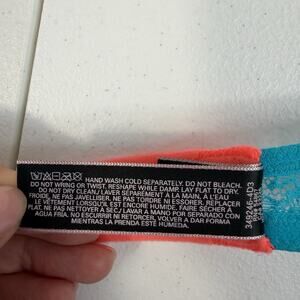 HAND WASH COLD SEPARATELY. DO NOT BLEACH.
DO NOT WRING OR TWIST. RESHAPE WHILE DAMP. LAY FLAT TO DRY.
DO NOT DRY CLEAN./ LAVER SÉPARÉMENT À LA MAIN, À L'EAU
FROIDE, NE PAS JAVELLISER. NE PAS TORDRE NI ESSORER. REPLACER
LE VÊTEMENT LORSQU'IL EST ENCORE HUMIDE. FAIRE SÉCHER À
PLAT. NE PAS NETTOYER À SEC/ LAVAR A MANO POR SEPARADO CON
AGUA FRÍA. NO ESCURRIR NI RETORCER. VOLVER A DAR FORMA
MIENTRAS LA PRENDA ESTÉ HÚMEDA.
349246-4D3